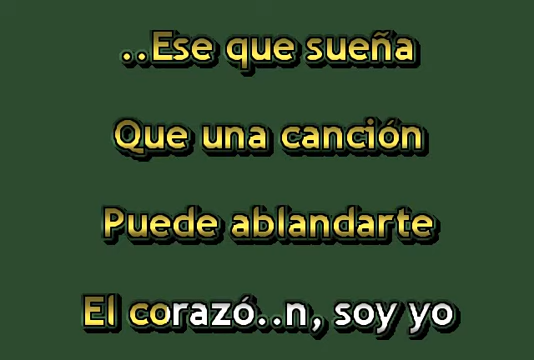 ..Ese que sueña
Que una canción
Puede ablandarte
El corazó..n, soy yo